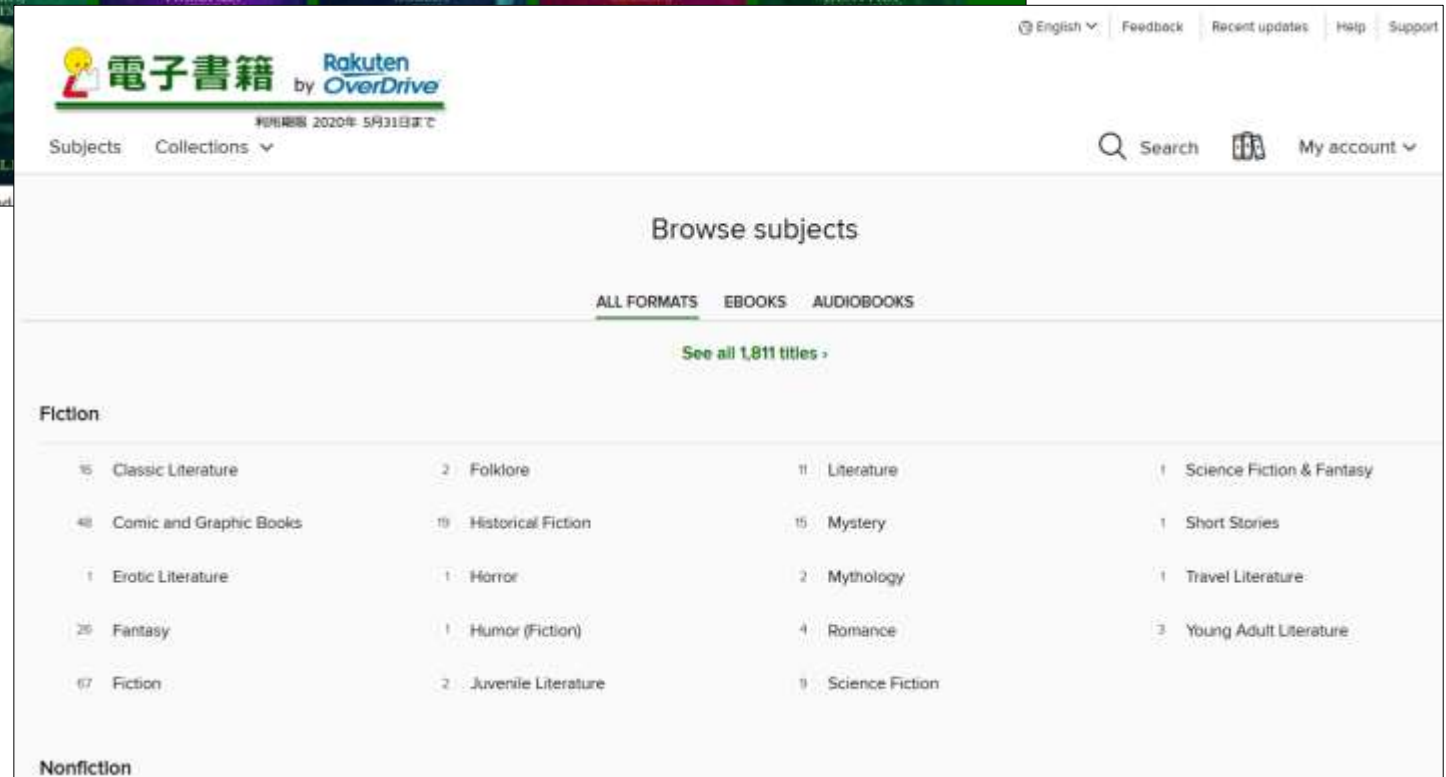 English Feedback Recent updates Help Support
電子書籍 by Rakuten OverDrive
利用期限 2020年 5月31日まで
Subjects Collections Search My account
Browse subjects
ALL FORMATS EBOOKS AUDIOBOOKS
See all 1,811 titles ›
Fiction
16 Classic Literature 2 Folklore 11 Literature 1 Science Fiction & Fantasy
48 Comic and Graphic Books 19 Historical Fiction 15 Mystery 1 Short Stories
1 Erotic Literature 1 Horror 2 Mythology 1 Travel Literature
26 Fantasy 1 Humor (Fiction) 4 Romance 3 Young Adult Literature
67 Fiction 2 Juvenile Literature 9 Science Fiction
Nonfiction